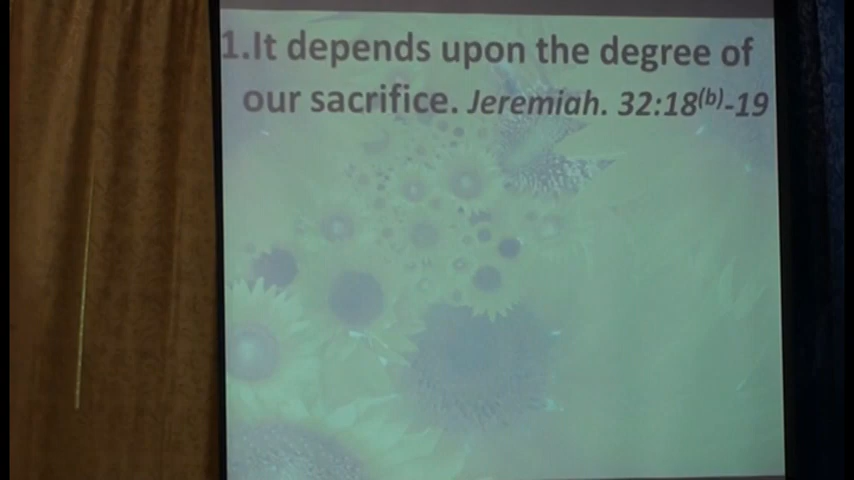 1.It depends upon the degree of
our sacrifice. Jeremiah. 32:18(b)-19